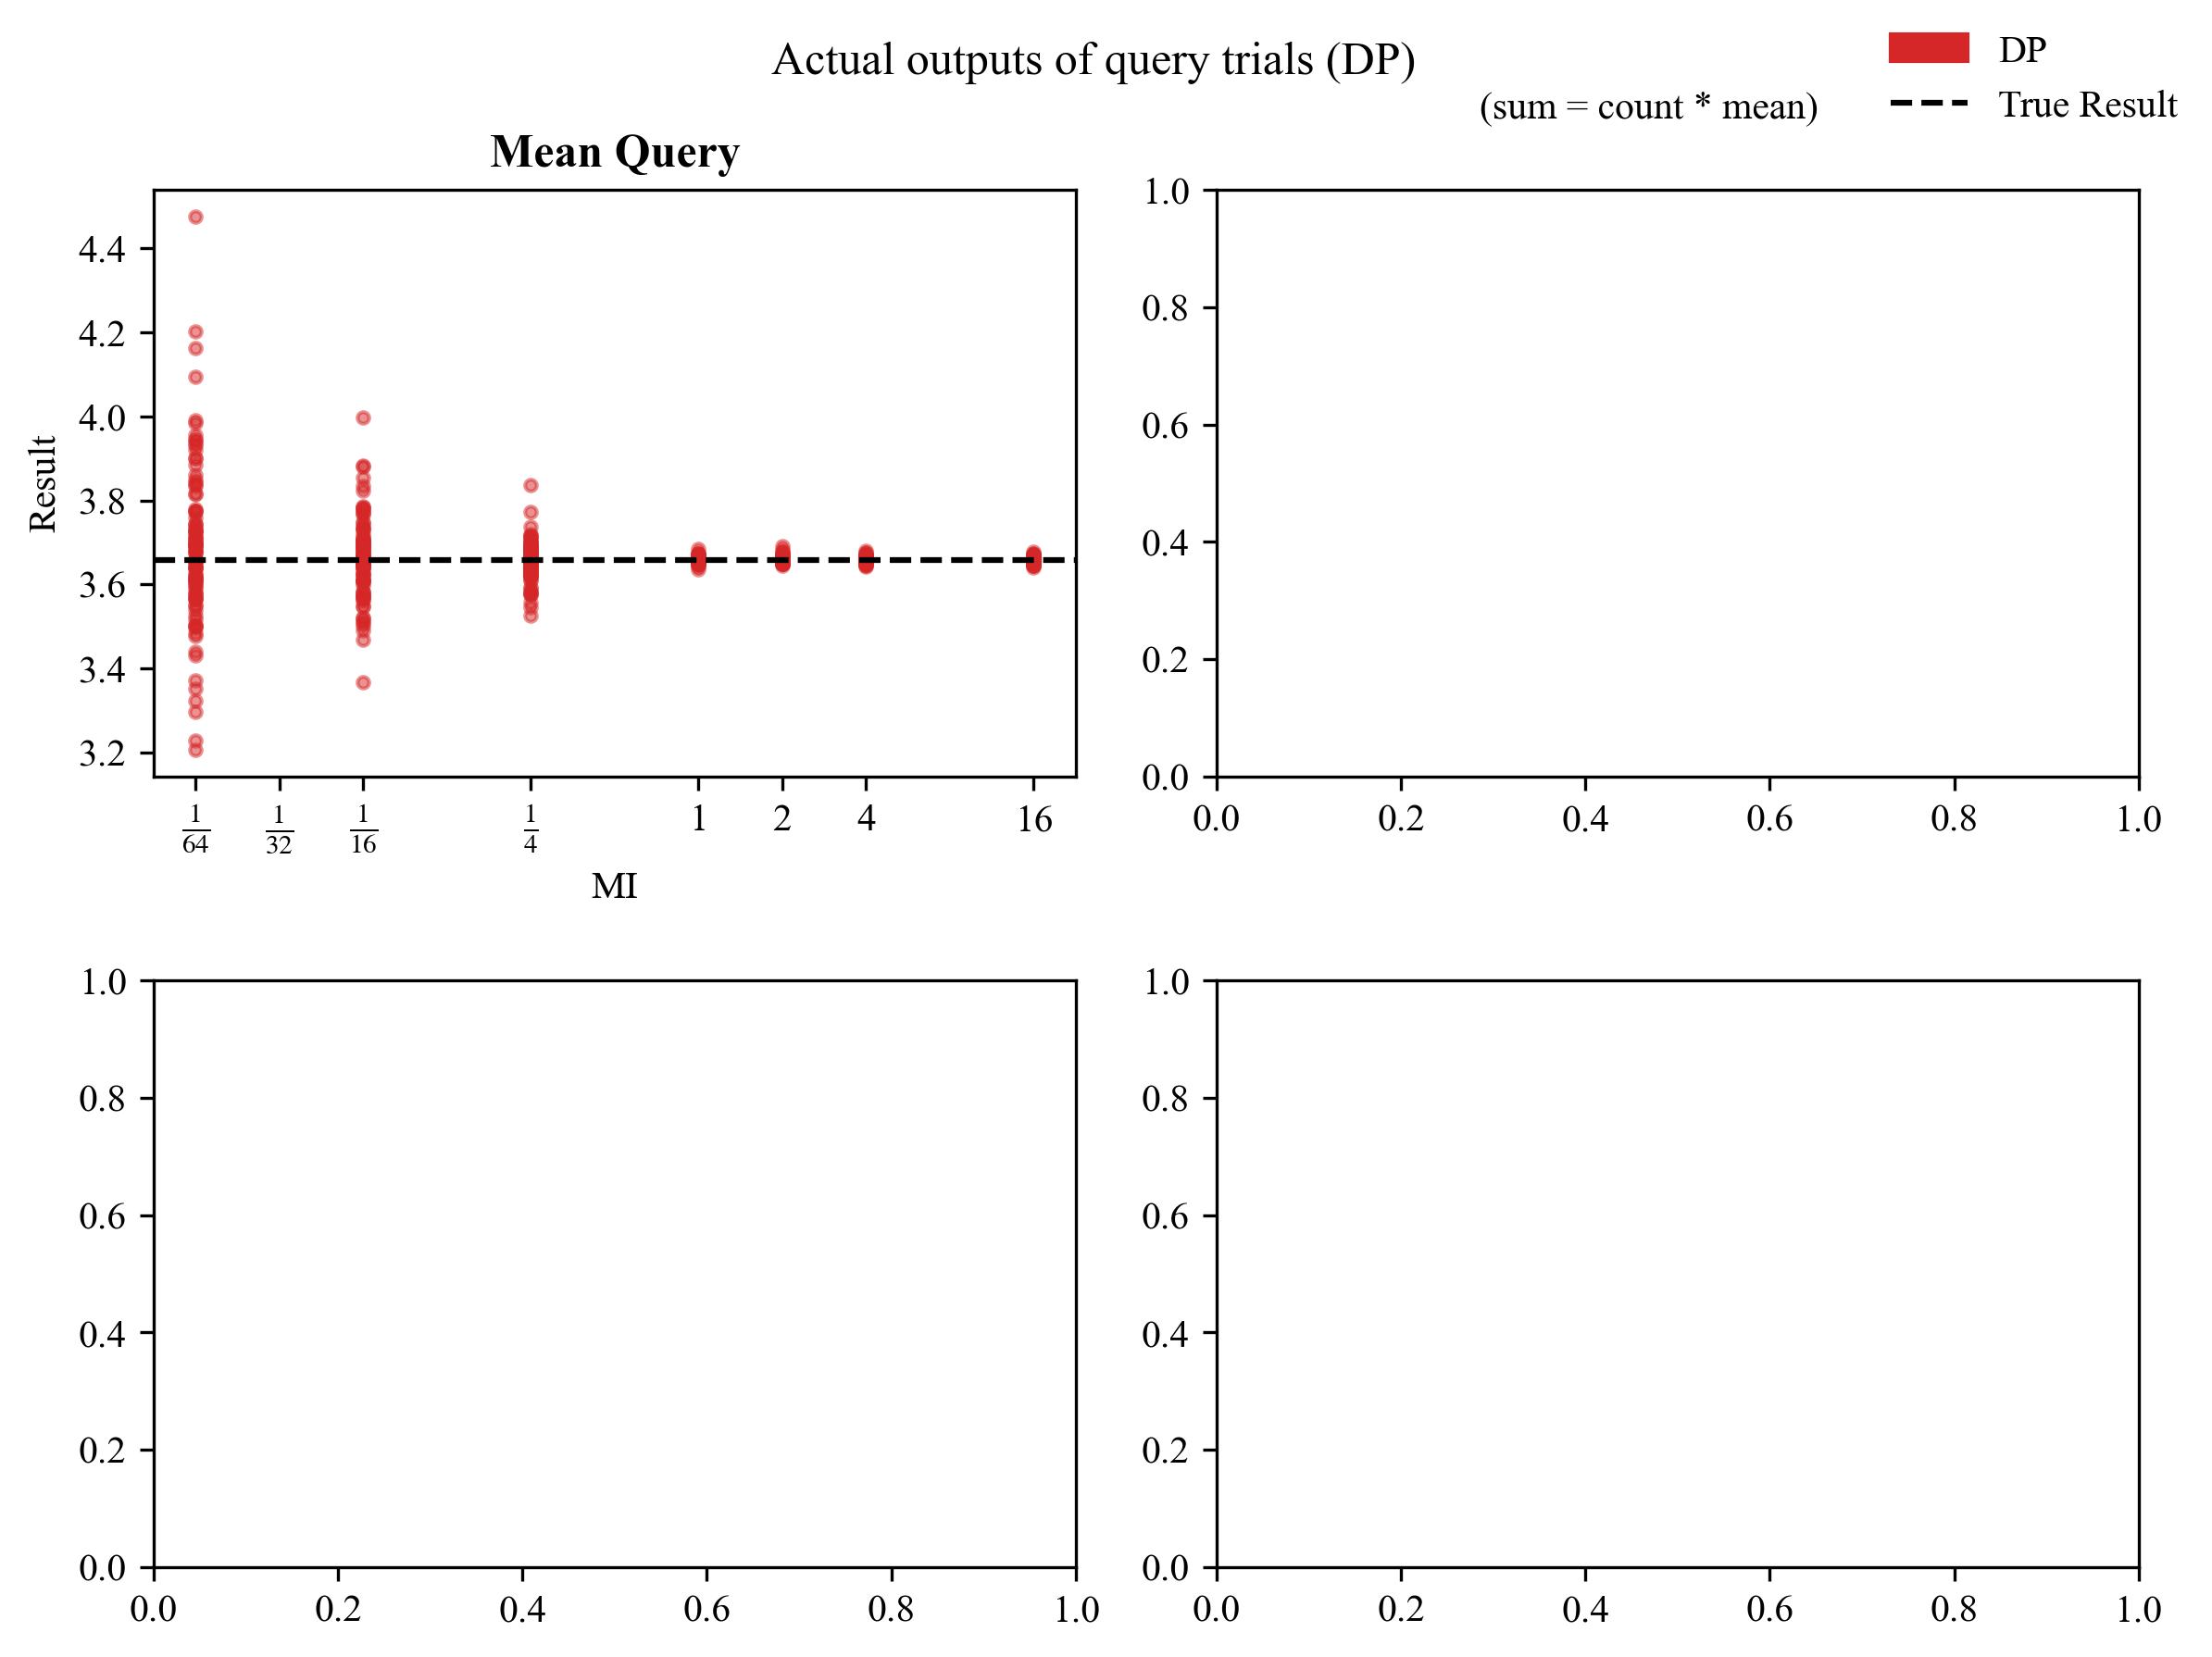 Actual outputs of query trials (DP)
DP
(sum = count * mean)
True Result
Mean Query
Result
4.4
4.2
4.0
3.8
3.6
3.4
3.2
1/64 1/32 1/16 1/4 1 2 4 16
MI
1.0
0.8
0.6
0.4
0.2
0.0
0.0 0.2 0.4 0.6 0.8 1.0
1.0
0.8
0.6
0.4
0.2
0.0
0.0 0.2 0.4 0.6 0.8 1.0
1.0
0.8
0.6
0.4
0.2
0.0
0.0 0.2 0.4 0.6 0.8 1.0